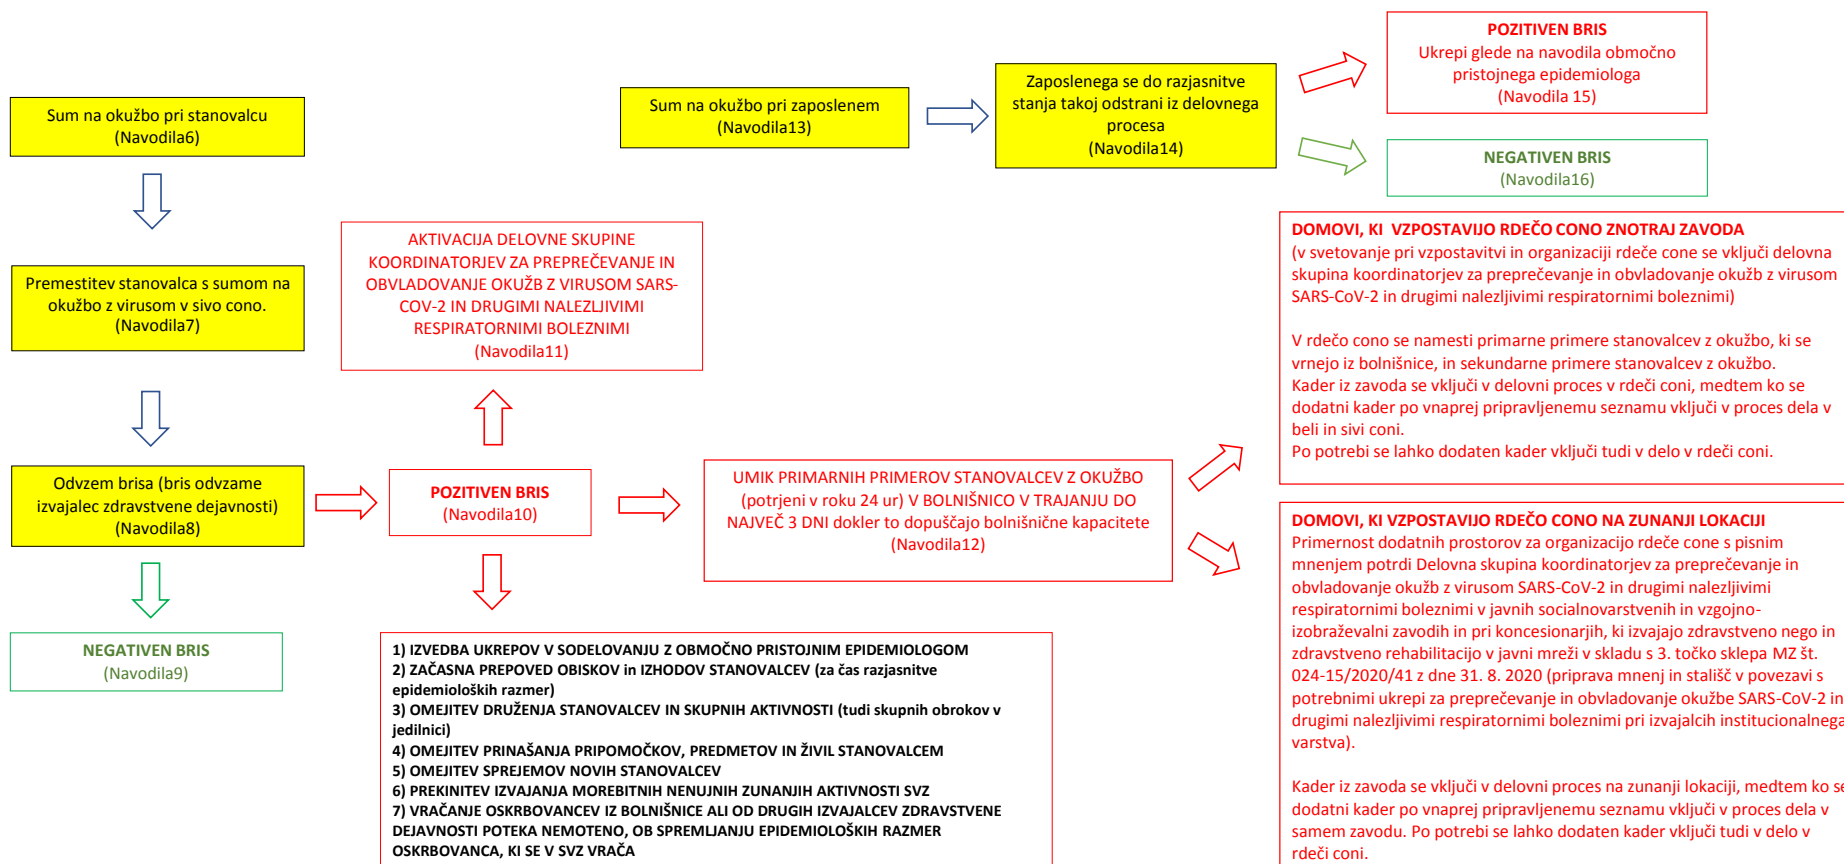 Sum na okužbo pri stanovalcu
(Navodila6)
Premestitev stanovalca s sumom na
okužbo z virusom v sivo cono.
(Navodila7)
Odvzem brisa (bris odvzame
izvajalec zdravstvene dejavnosti)
(Navodila8)
NEGATIVEN BRIS
(Navodila9)
AKTIVACIJA DELOVNE SKUPINE
KOORDINATORJEV ZA PREPREČEVANJE IN
OBVLADOVANJE OKUŽB Z VIRUSOM SARS-
COV-2 IN DRUGIMI NALEZLJIVIMI
RESPIRATORNIMI BOLEZNIMI
(Navodila11)
POZITIVEN BRIS
(Navodila10)
1) IZVEDBA UKREPOV V SODELOVANJU Z OBMOČNO PRISTOJNIM EPIDEMIOLOGOM
2) ZAČASNA PREPOVED OBISKOV in IZHODOV STANOVALCEV (za čas razjasnitve
epidemioloških razmer)
3) OMEJITEV DRUŽENJA STANOVALCEV IN SKUPNIH AKTIVNOSTI (tudi skupnih obrokov v
jedilnici)
4) OMEJITEV PRINAŠANJA PRIPOMOČKOV, PREDMETOV IN ŽIVIL STANOVALCEM
5) OMEJITEV SPREJEMOV NOVIH STANOVALCEV
6) PREKINITEV IZVAJANJA MOREBITNIH NENUJNIH ZUNANJIH AKTIVNOSTI SVZ
7) VRAČANJE OSKRBOVANCEV IZ BOLNIŠNICE ALI OD DRUGIH IZVAJALCEV ZDRAVSTVENE
DEJAVNOSTI POTEKA NEMOTENO, OB SPREMLJANJU EPIDEMIOLOŠKIH RAZMER
OSKRBOVANCA, KI SE V SVZ VRAČA
UMIK PRIMARNIH PRIMEROV STANOVALCEV Z OKUŽBO
(potrjeni v roku 24 ur) V BOLNIŠNICO V TRAJANJU DO
NAJVEČ 3 DNI dokler to dopuščajo bolnišnične kapacitete
(Navodila12)
Sum na okužbo pri zaposlenem
(Navodila13)
Zaposlenega se do razjasnitve
stanja takoj odstrani iz delovnega
procesa
(Navodila14)
POZITIVEN BRIS
Ukrepi glede na navodila območno
pristojnega epidemiologa
(Navodila 15)
NEGATIVEN BRIS
(Navodila16)
DOMOVI, KI VZPOSTAVIJO RDEČO CONO ZNOTRAJ ZAVODA
(v svetovanje pri vzpostavitvi in organizaciji rdeče cone se vključi delovna
skupina koordinatorjev za preprečevanje in obvladovanje okužb z virusom
SARS-CoV-2 in drugimi nalezljivimi respiratornimi boleznimi)
V rdečo cono se namesti primarne primere stanovalcev z okužbo, ki se
vrnejo iz bolnišnice, in sekundarne primere stanovalcev z okužbo.
Kader iz zavoda se vključi v delovni proces v rdeči coni, medtem ko se
dodatni kader po vnaprej pripravljenemu seznamu vključi v proces dela v
beli in sivi coni.
Po potrebi se lahko dodaten kader vključi tudi v delo v rdeči coni.
DOMOVI, KI VZPOSTAVIJO RDEČO CONO NA ZUNANJI LOKACIJI
Primernost dodatnih prostorov za organizacijo rdeče cone s pisnim
mnenjem potrdi Delovna skupina koordinatorjev za preprečevanje in
obvladovanje okužb z virusom SARS-CoV-2 in drugimi nalezljivimi
respiratornimi boleznimi v javnih socialnovarstvenih in vzgojno-
izobraževalni zavodih in pri koncesionarjih, ki izvajajo zdravstveno nego in
zdravstveno rehabilitacijo v javni mreži v skladu s 3. točko sklepa MZ št.
024-15/2020/41 z dne 31. 8. 2020 (priprava mnenj in stališč v povezavi s
potrebnimi ukrepi za preprečevanje in obvladovanje okužbe SARS-CoV-2 in
drugimi nalezljivimi respiratornimi boleznimi pri izvajalcih institucionalnega
varstva).
Kader iz zavoda se vključi v delovni proces na zunanji lokaciji, medtem ko se
dodatni kader po vnaprej pripravljenemu seznamu vključi v proces dela v
samem zavodu. Po potrebi se lahko dodaten kader vključi tudi v delo v
rdeči coni.